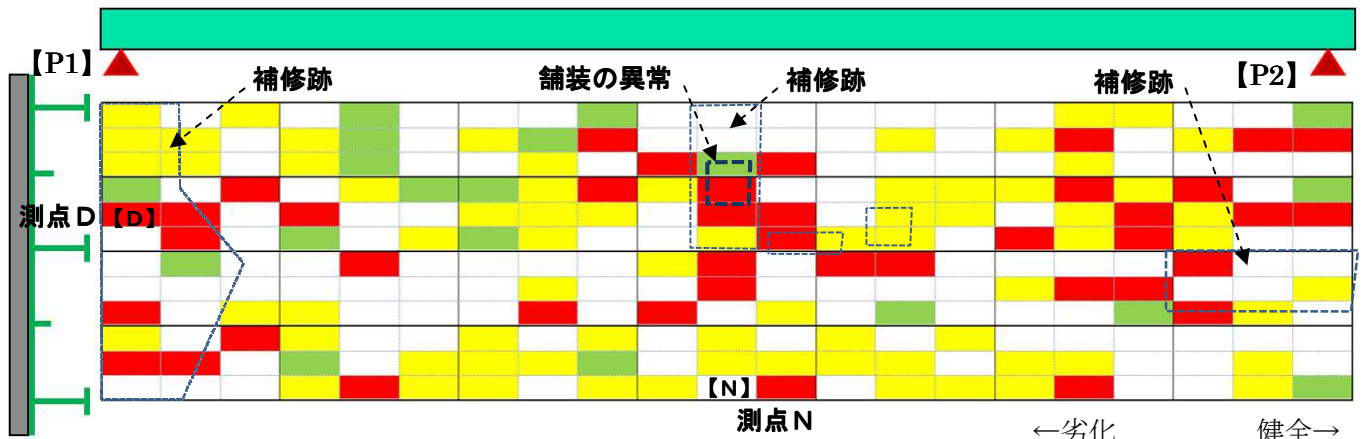 【P1】
補修跡
舗装の異常
補修跡
補修跡
【P2】
測点D
【D】
【N】
測点N
←劣化
健全→